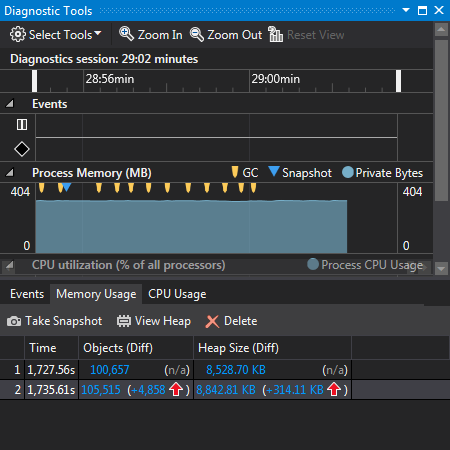 Diagnostic Tools
Select Tools Zoom In Zoom Out Reset View
Diagnostics session: 29:02 minutes
28:56min 29:00min
Events
Process Memory (MB) GC Snapshot Private Bytes
404 404
0 0
CPU utilization (% of all processors) Process CPU Usage
Events Memory Usage CPU Usage
Take Snapshot View Heap Delete
Time Objects (Diff) Heap Size (Diff)
1 1,727.56s 100,657 (n/a) 8,528.70 KB (n/a)
2 1,735.61s 105,515 (+4,858 ) 8,842.81 KB (+314.11 KB )